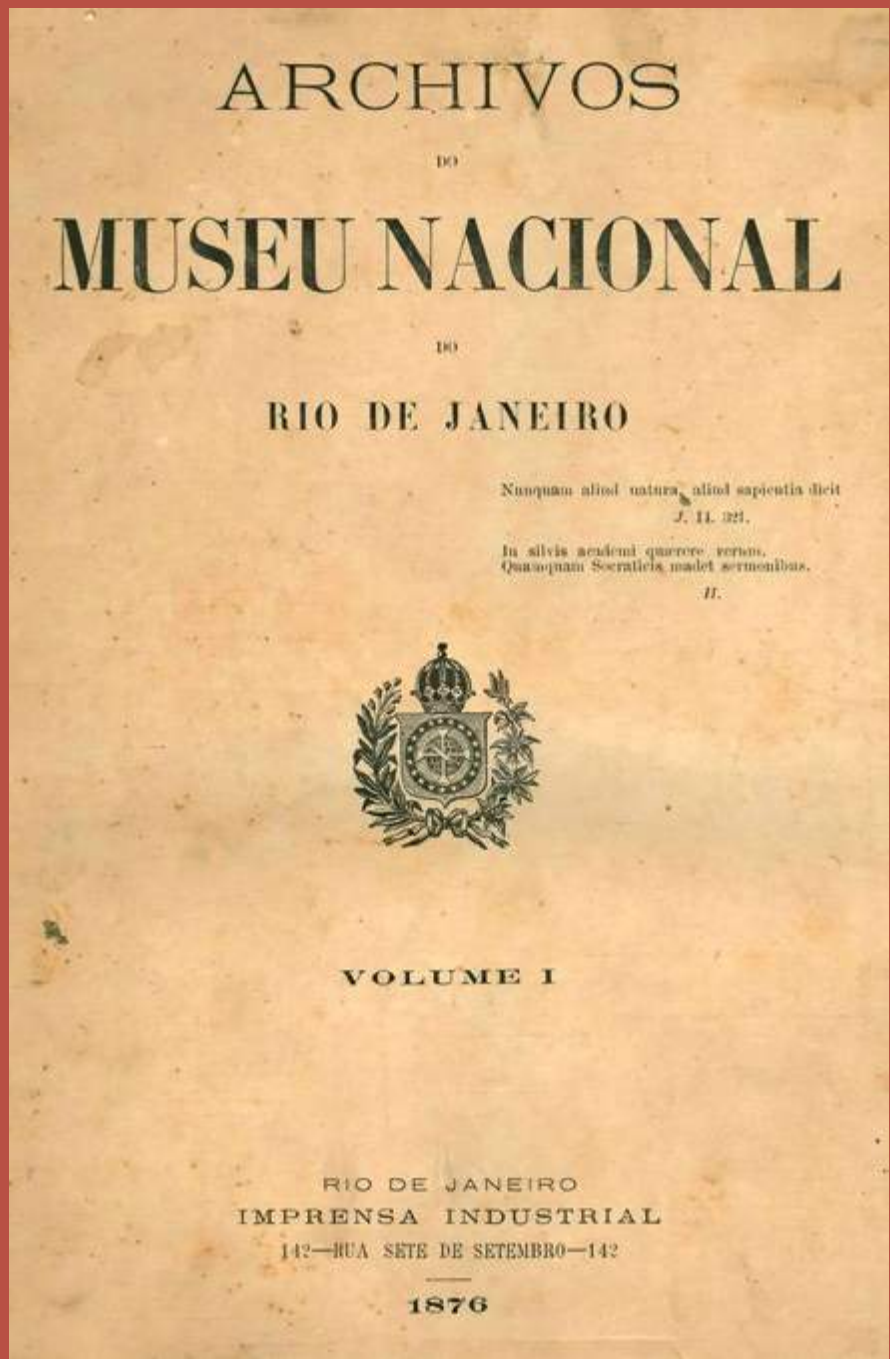 ARCHIVOS
DO
MUSEU NACIONAL
DO
RIO DE JANEIRO
Nunquam aliud natura, aliud sapientia dicit
J. 14. 321.
In silvis academi quærere verum,
Quamquam Socraticis madet sermonibus.
H.
VOLUME I
RIO DE JANEIRO
IMPRENSA INDUSTRIAL
142—RUA SETE DE SETEMBRO—142
1876